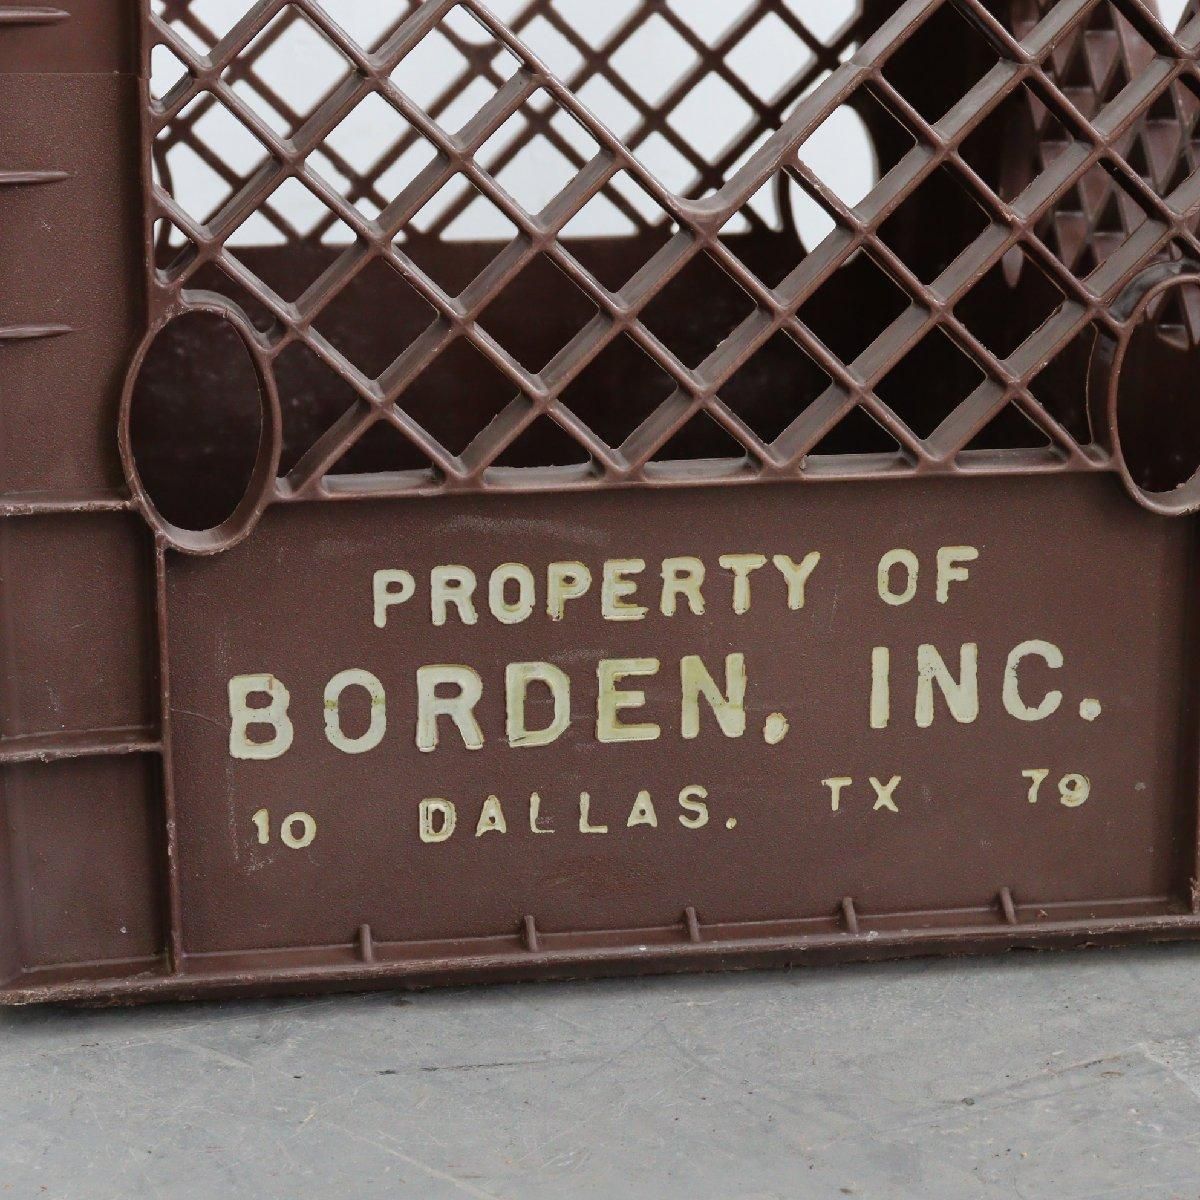 PROPERTY OF
BORDEN, INC.
10 DALLAS. TX 79